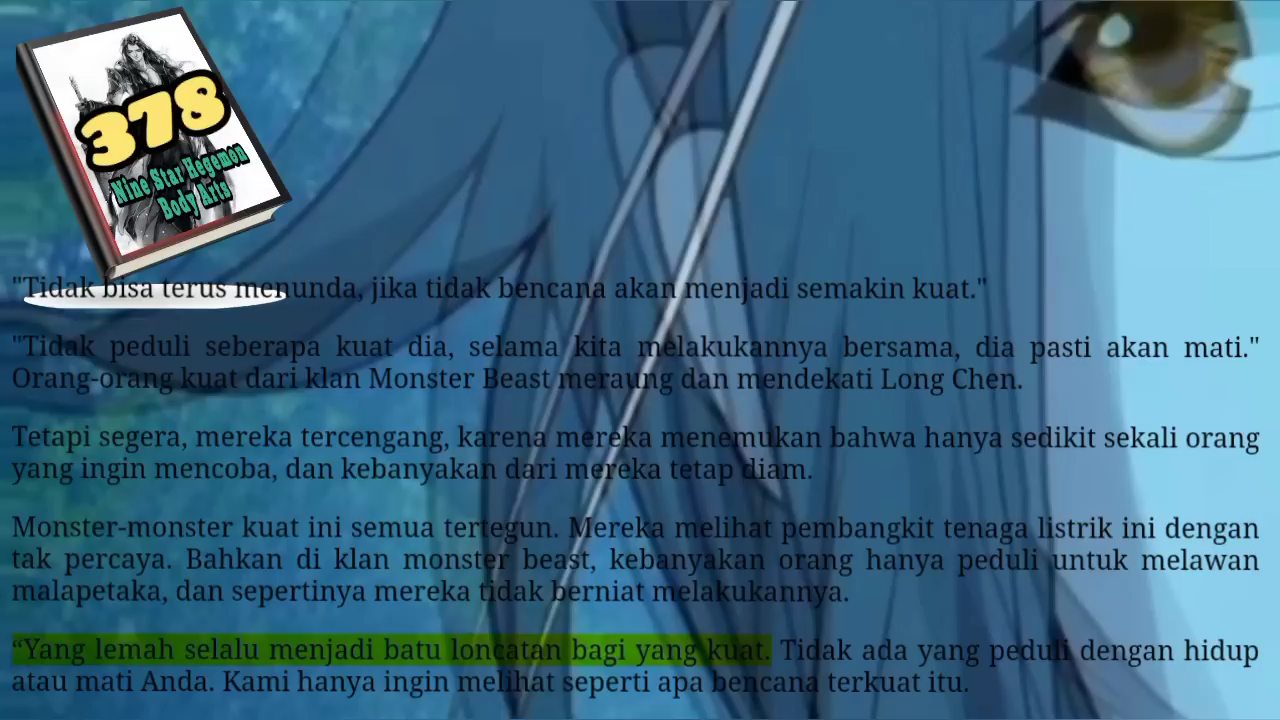 378
Nine Star Hegemon
Body Arts
"Tidak bisa terus menunda, jika tidak bencana akan menjadi semakin kuat."
"Tidak peduli seberapa kuat dia, selama kita melakukannya bersama, dia pasti akan mati."
Orang-orang kuat dari klan Monster Beast meraung dan mendekati Long Chen.
Tetapi segera, mereka tercengang, karena mereka menemukan bahwa hanya sedikit sekali orang
yang ingin mencoba, dan kebanyakan dari mereka tetap diam.
Monster-monster kuat ini semua tertegun. Mereka melihat pembangkit tenaga listrik ini dengan
tak percaya. Bahkan di klan monster beast, kebanyakan orang hanya peduli untuk melawan
malapetaka, dan sepertinya mereka tidak berniat melakukannya.
“Yang lemah selalu menjadi batu loncatan bagi yang kuat. Tidak ada yang peduli dengan hidup
atau mati Anda. Kami hanya ingin melihat seperti apa bencana terkuat itu.